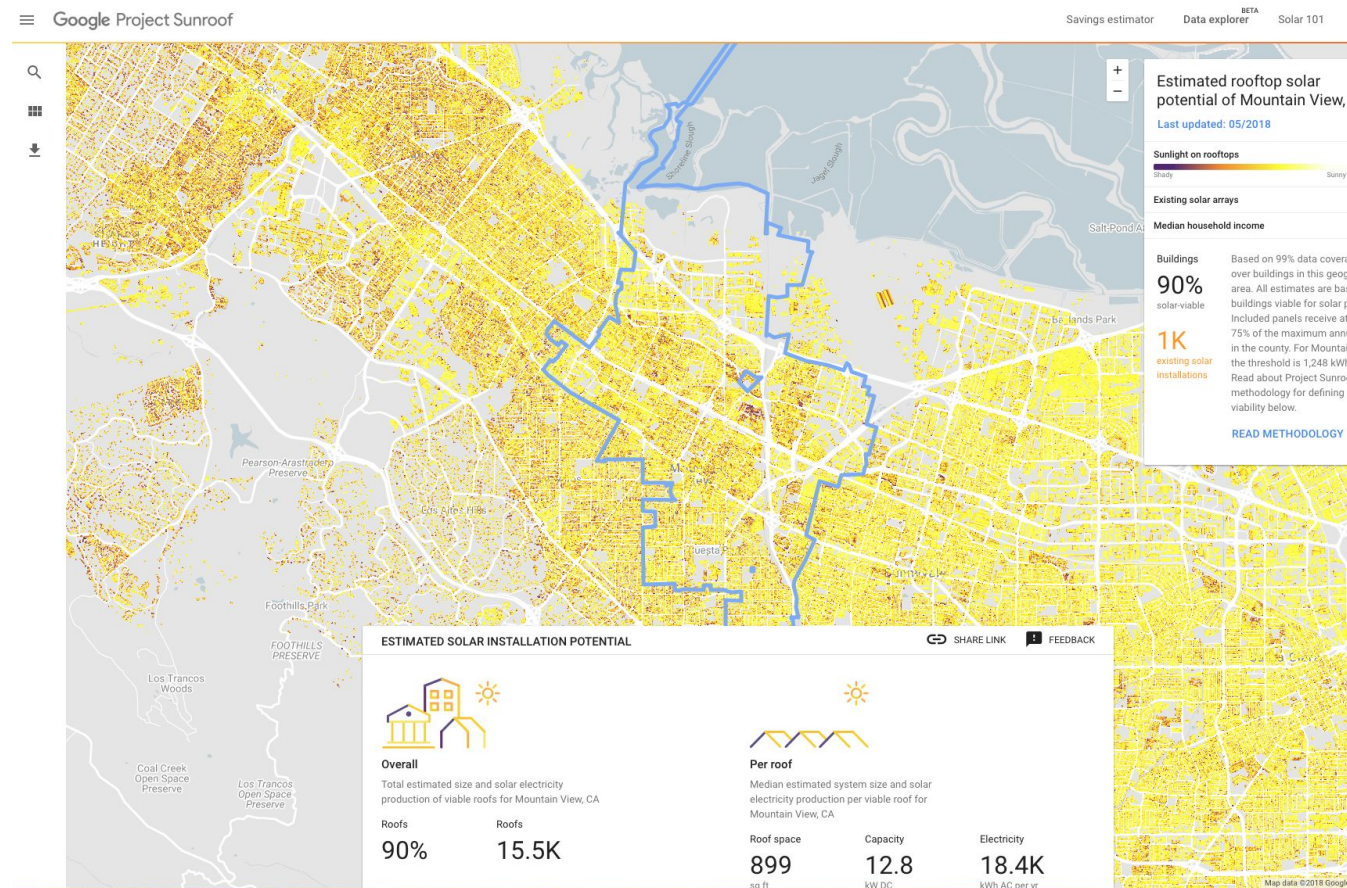 Google Project Sunroof
Savings estimator
Data explorer
BETA
Solar 101
+
−
Estimated rooftop solar
potential of Mountain View,
Last updated: 05/2018
Sunlight on rooftops
Shady
Sunny
Existing solar arrays
Median household income
Buildings
90%
solar-viable
1K
existing solar
installations
Based on 99% data
over buildings in this
area. All estimates are
buildings viable for solar
Included panels receive
75% of the maximum
in the county. For
the threshold is 1,248
Read about Project
methodology for defining
viability below.
READ METHODOLOGY
Shoreline Slough
Jagel Slough
Salt-Pond
Park
Pearson-Arastradero
Preserve
Los Altos Hills
Cuesta
Foothills Park
FOOTHILLS
PRESERVE
Los Trancos
Woods
Coal Creek
Open Space
Preserve
Los Trancos
Open Space
Preserve
ESTIMATED SOLAR INSTALLATION POTENTIAL
SHARE LINK
FEEDBACK
Overall
Total estimated size and solar electricity
production of viable roofs for Mountain View, CA
Roofs
90%
Roofs
15.5K
Per roof
Median estimated system size and solar
electricity production per viable roof for
Mountain View, CA
Roof space
899
sq ft
Capacity
12.8
kW DC
Electricity
18.4K
kWh AC per yr
Map data ©2018 Google